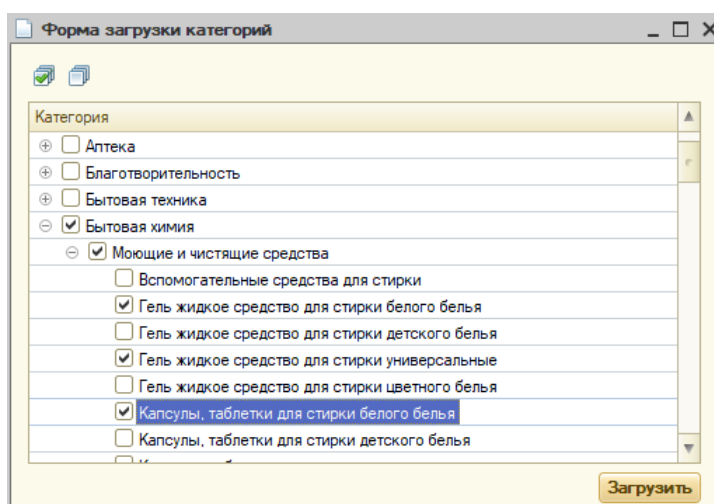 Форма загрузки категорий
Категория
Аптека
Благотворительность
Бытовая техника
Бытовая химия
Моющие и чистящие средства
Вспомогательные средства для стирки
Гель жидкое средство для стирки белого белья
Гель жидкое средство для стирки детского белья
Гель жидкое средство для стирки универсальные
Гель жидкое средство для стирки цветного белья
Капсулы, таблетки для стирки белого белья
Капсулы, таблетки для стирки детского белья
Загрузить